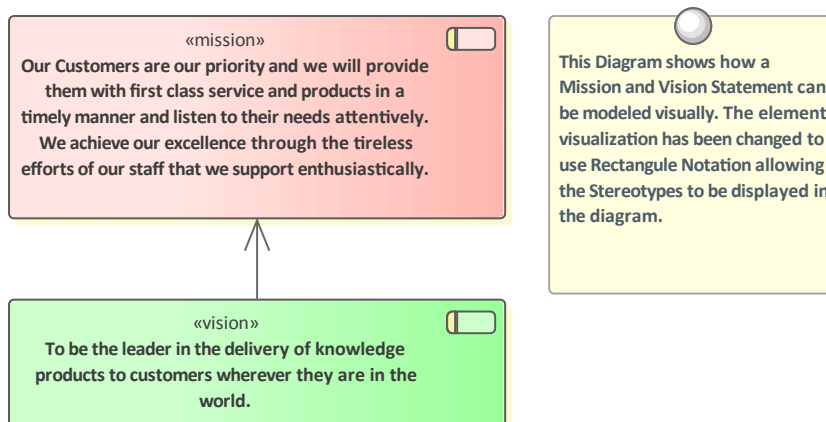 «mission»
Our Customers are our priority and we will provide
them with first class service and products in a
timely manner and listen to their needs attentively.
We achieve our excellence through the tireless
efforts of our staff that we support enthusiastically.
This Diagram shows how a
Mission and Vision Statement can
be modeled visually. The element
visualization has been changed to
use Rectangule Notation allowing
the Stereotypes to be displayed in
the diagram.
«vision»
To be the leader in the delivery of knowledge
products to customers wherever they are in the
world.